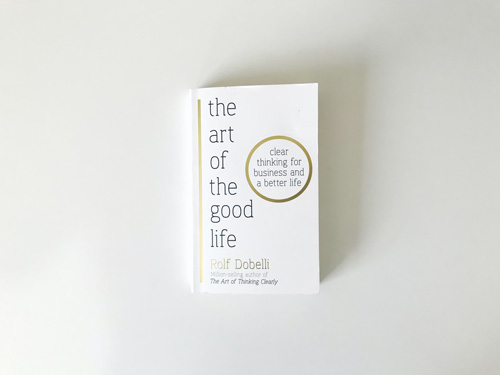 the
art
of
the
good
life
clear
thinking for
business and
a better life
Rolf Dobelli
Million-selling author of
The Art of Thinking Clearly